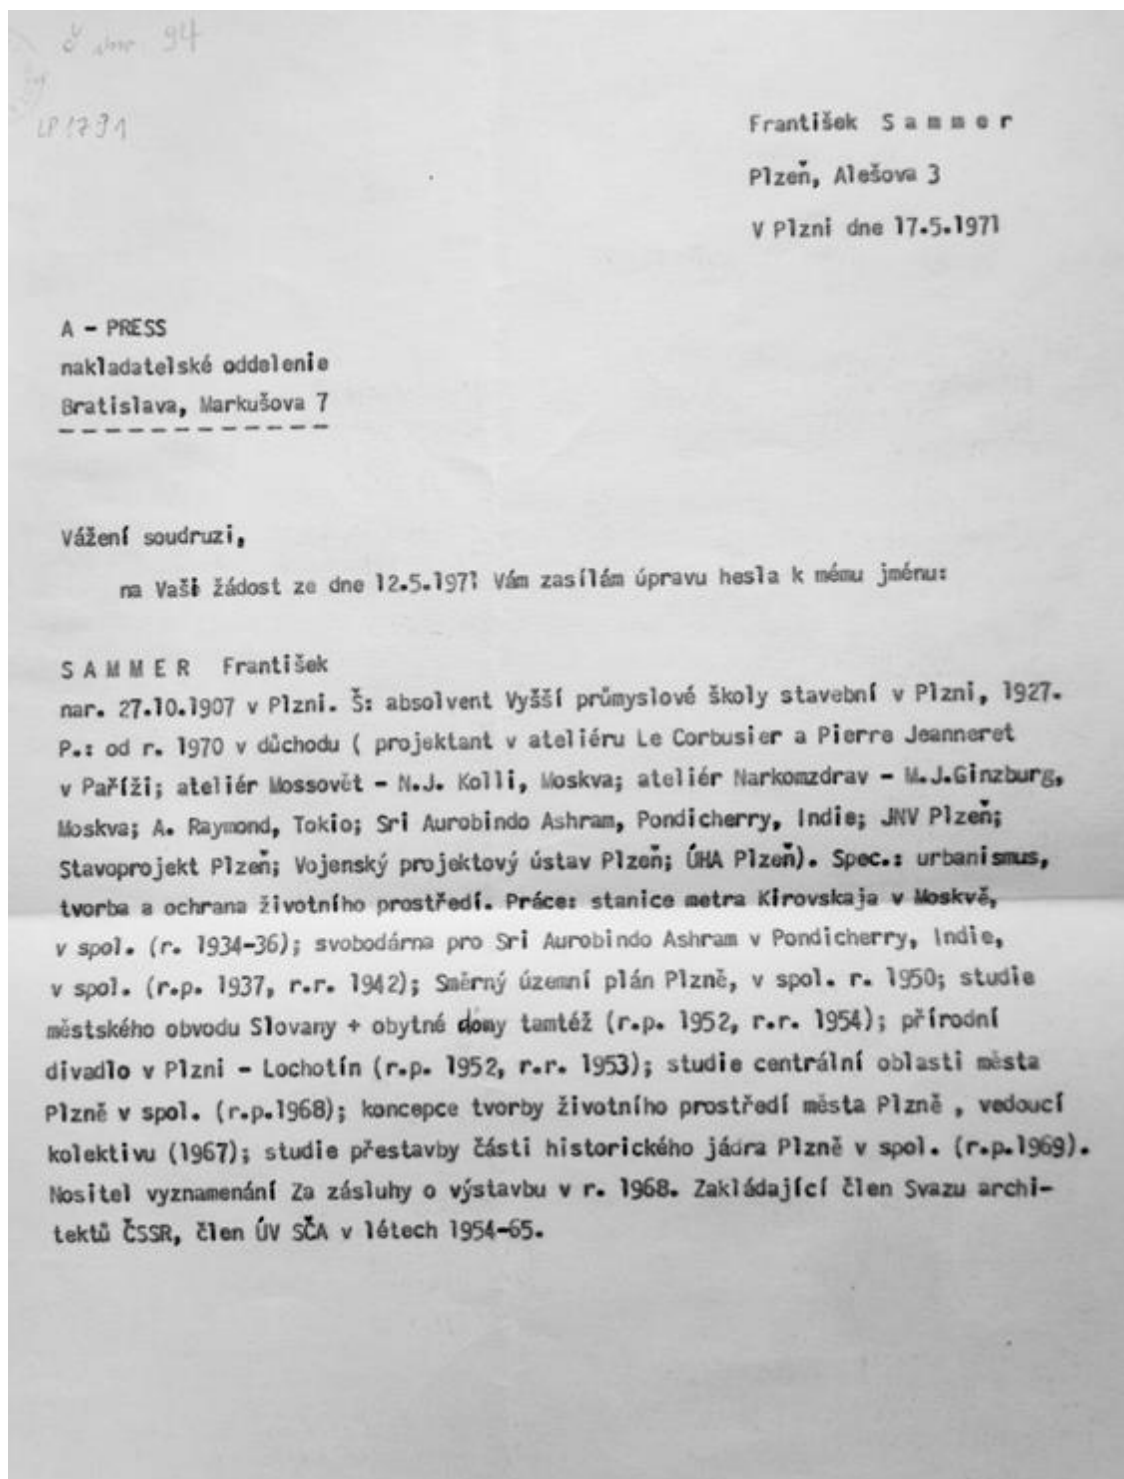 94
LP 1791
František S a m m e r
Plzeň, Alešova 3
V Plzni dne 17.5.1971
A - PRESS
nakladatelské oddelenie
Bratislava, Markušova 7
Vážení soudruzi,
na Vaši žádost ze dne 12.5.1971 Vám zasílám úpravu hesla k mému jménu:
S A M M E R František
nar. 27.10.1907 v Plzni. Š: absolvent Vyšší průmyslové školy stavební v Plzni, 1927.
P.: od r. 1970 v důchodu ( projektant v ateliéru Le Corbusier a Pierre Jeanneret
v Paříži; ateliér Mossovět - N.J. Kolli, Moskva; ateliér Narkomzdrav - M.J.Ginzburg,
Moskva; A. Raymond, Tokio; Sri Aurobindo Ashram, Pondicherry, Indie; JNV Plzeň;
Stavoprojekt Plzeň; Vojenský projektový ústav Plzeň; ÚHA Plzeň). Spec.: urbanismus,
tvorba a ochrana životního prostředí. Práce: stanice metra Kirovskaja v Moskvě,
v spol. (r. 1934-36); svobodárna pro Sri Aurobindo Ashram v Pondicherry, Indie,
v spol. (r.p. 1937, r.r. 1942); Směrný územní plán Plzně, v spol. r. 1950; studie
městského obvodu Slovany + obytné domy tamtéž (r.p. 1952, r.r. 1954); přírodní
divadlo v Plzni - Lochotín (r.p. 1952, r.r. 1953); studie centrální oblasti města
Plzně v spol. (r.p.1968); koncepce tvorby životního prostředí města Plzně , vedoucí
kolektivu (1967); studie přestavby části historického jádra Plzně v spol. (r.p.1969).
Nositel vyznamenání Za zásluhy o výstavbu v r. 1968. Zakládající člen Svazu archi-
tektů ČSSR, člen ÚV SČA v létech 1954-65.